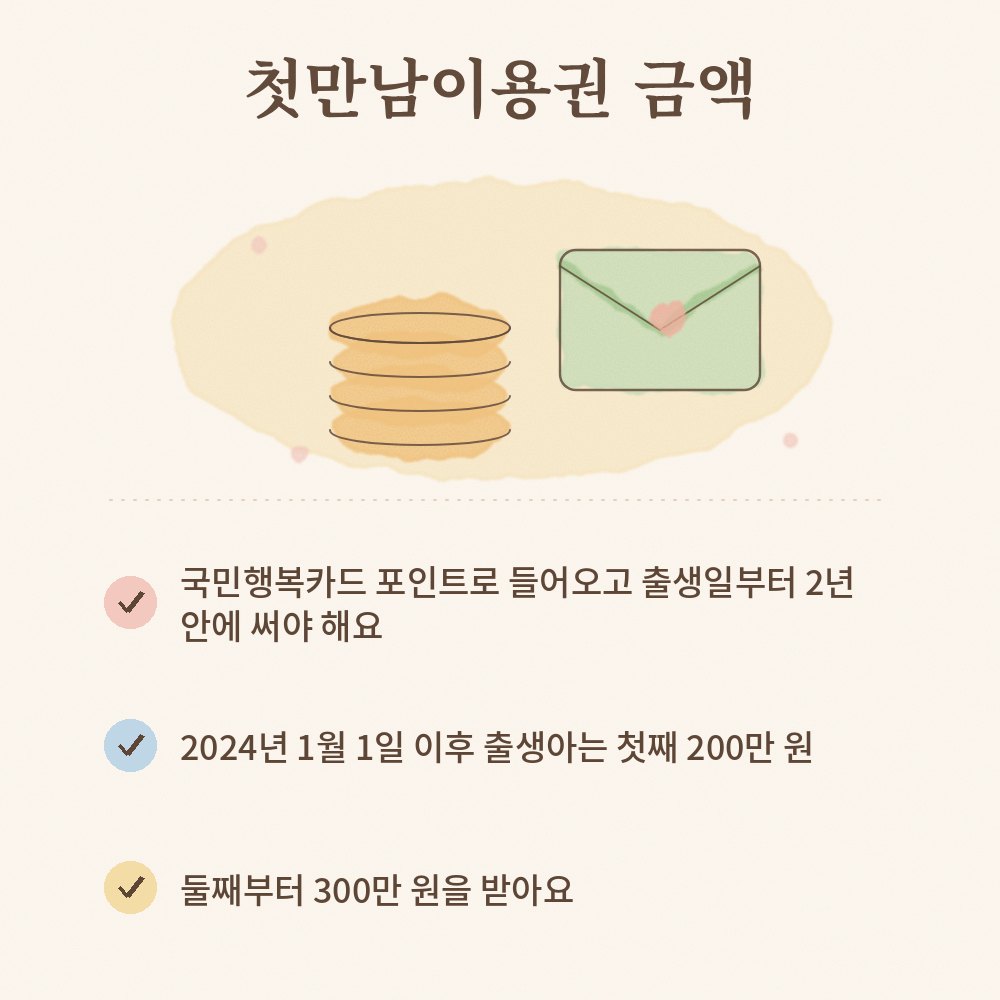 첫만남이용권 금액
국민행복카드 포인트로 들어오고 출생일부터 2년
안에 써야 해요
2024년 1월 1일 이후 출생아는 첫째 200만 원
둘째부터 300만 원을 받아요